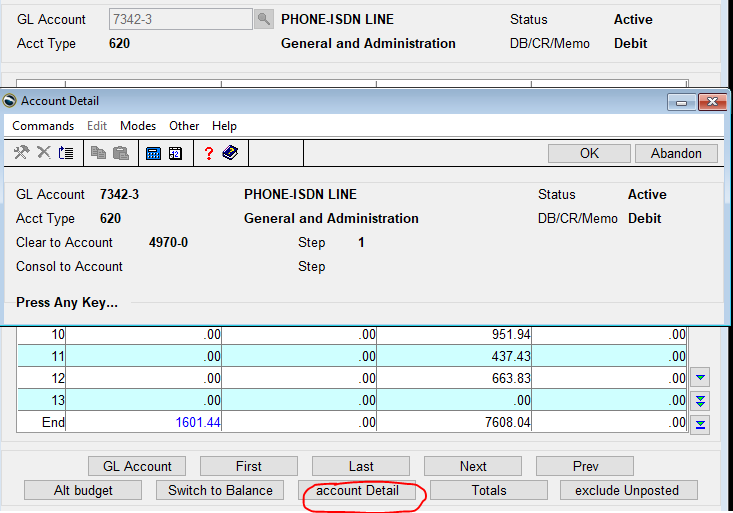 GL Account 7342-3 PHONE-ISDN LINE Status Active
Acct Type 620 General and Administration DB/CR/Memo Debit
Account Detail
Commands Edit Modes Other Help
OK Abandon
GL Account 7342-3 PHONE-ISDN LINE Status Active
Acct Type 620 General and Administration DB/CR/Memo Debit
Clear to Account 4970-0 Step 1
Consol to Account Step
Press Any Key...
10 .00 .00 951.94 .00
11 .00 .00 437.43 .00
12 .00 .00 663.83 .00
13 .00 .00 .00 .00
End 1601.44 .00 7608.04 .00
GL Account First Last Next Prev
Alt budget Switch to Balance account Detail Totals exclude Unposted